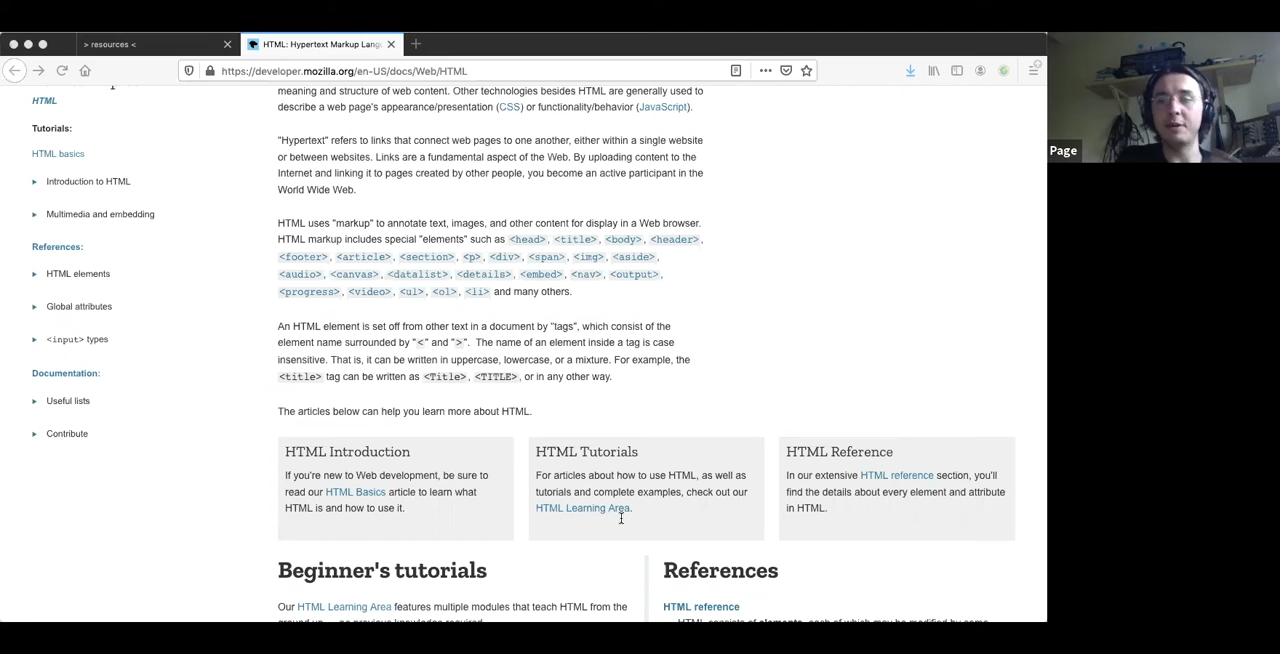 > resources <
HTML: Hypertext Markup Lang
https://developer.mozilla.org/en-US/docs/Web/HTML
Page
HTML
Tutorials:
HTML basics
Introduction to HTML
Multimedia and embedding
References:
HTML elements
Global attributes
<input> types
Documentation:
Useful lists
Contribute
meaning and structure of web content. Other technologies besides HTML are generally used to
describe a web page's appearance/presentation (CSS) or functionality/behavior (JavaScript).
"Hypertext" refers to links that connect web pages to one another, either within a single website
or between websites. Links are a fundamental aspect of the Web. By uploading content to the
Internet and linking it to pages created by other people, you become an active participant in the
World Wide Web.
HTML uses "markup" to annotate text, images, and other content for display in a Web browser.
HTML markup includes special "elements" such as <head>, <title>, <body>, <header>,
<footer>, <article>, <section>, <p>, <div>, <span>, <img>, <aside>,
<audio>, <canvas>, <datalist>, <details>, <embed>, <nav>, <output>,
<progress>, <video>, <ul>, <ol>, <li> and many others.
An HTML element is set off from other text in a document by "tags", which consist of the
element name surrounded by "<" and ">".  The name of an element inside a tag is case
insensitive. That is, it can be written in uppercase, lowercase, or a mixture. For example, the
<title> tag can be written as <Title>, <TITLE>, or in any other way.
The articles below can help you learn more about HTML.
HTML Introduction
If you're new to Web development, be sure to
read our HTML Basics article to learn what
HTML is and how to use it.
HTML Tutorials
For articles about how to use HTML, as well as
tutorials and complete examples, check out our
HTML Learning Area.
HTML Reference
In our extensive HTML reference section, you'll
find the details about every element and attribute
in HTML.
Beginner's tutorials
Our HTML Learning Area features multiple modules that teach HTML from the
References
HTML reference